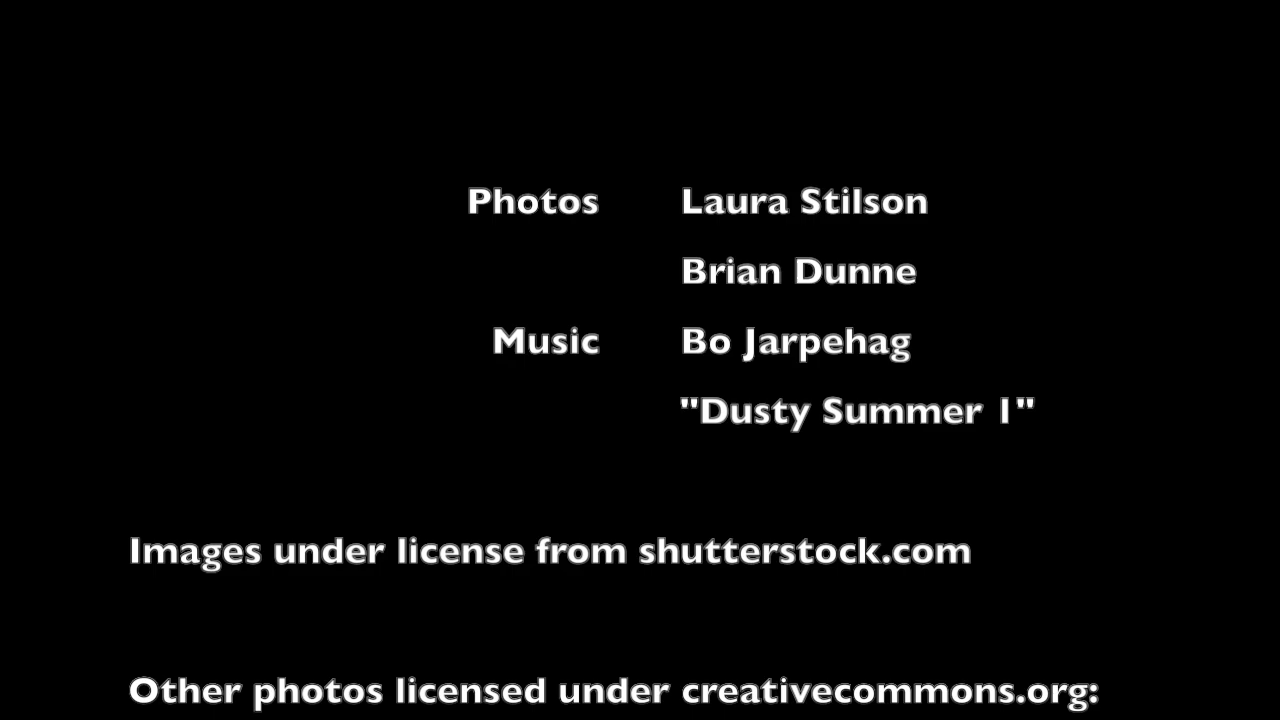 Photos Laura Stilson
Brian Dunne
Music Bo Jarpehag
"Dusty Summer 1"
Images under license from shutterstock.com
Other photos licensed under creativecommons.org: